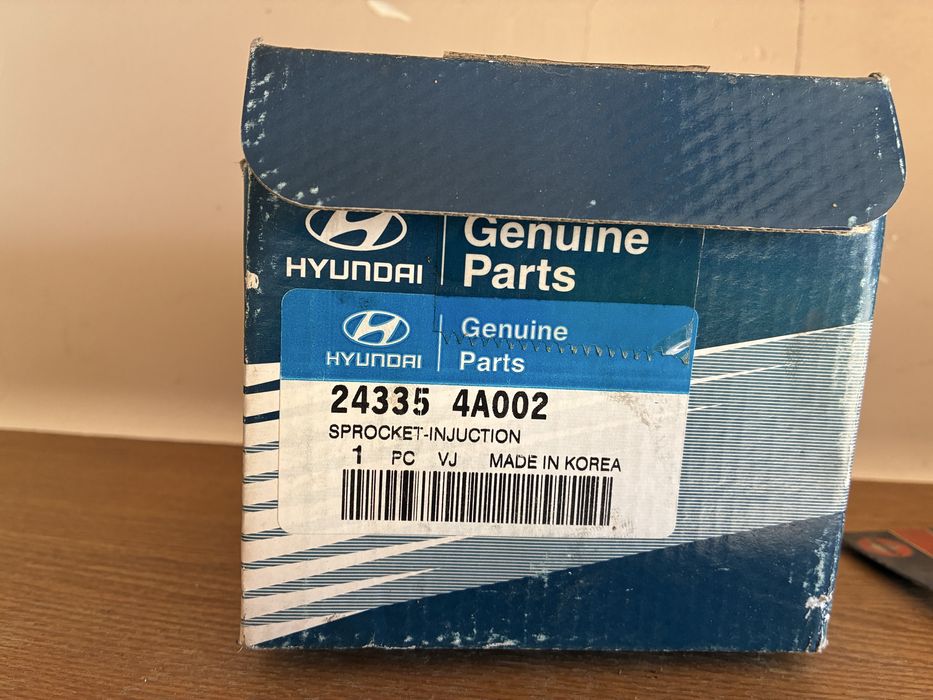 HYUNDAI
Genuine
Parts
HYUNDAI
Genuine
Parts
24335 4A002
SPROCKET-INJUCTION
1 PC VJ MADE IN KOREA